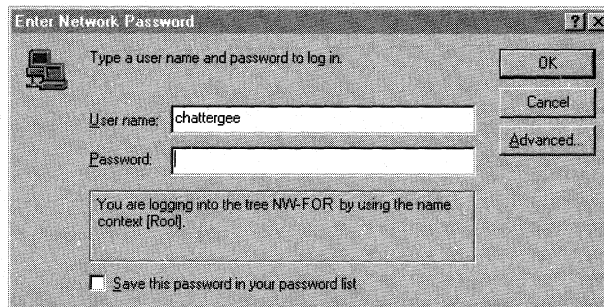 Enter Network Password
Type a user name and password to log in.
OK
User name: chattergee
Cancel
Password:
Advanced...
You are logging into the tree NW-FOR by using the name
context [Root].
Save this password in your password list